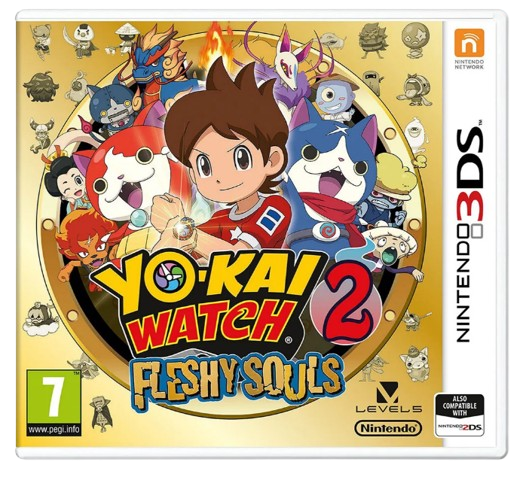 NINTENDO
NETWORK
NINTENDO 3DS™
YO-KAI
WATCH® 2
FLESHY SOULS
7
www.pegi.info
LEVEL5
Nintendo®
ALSO
COMPATIBLE
WITH
NINTENDO 2DS